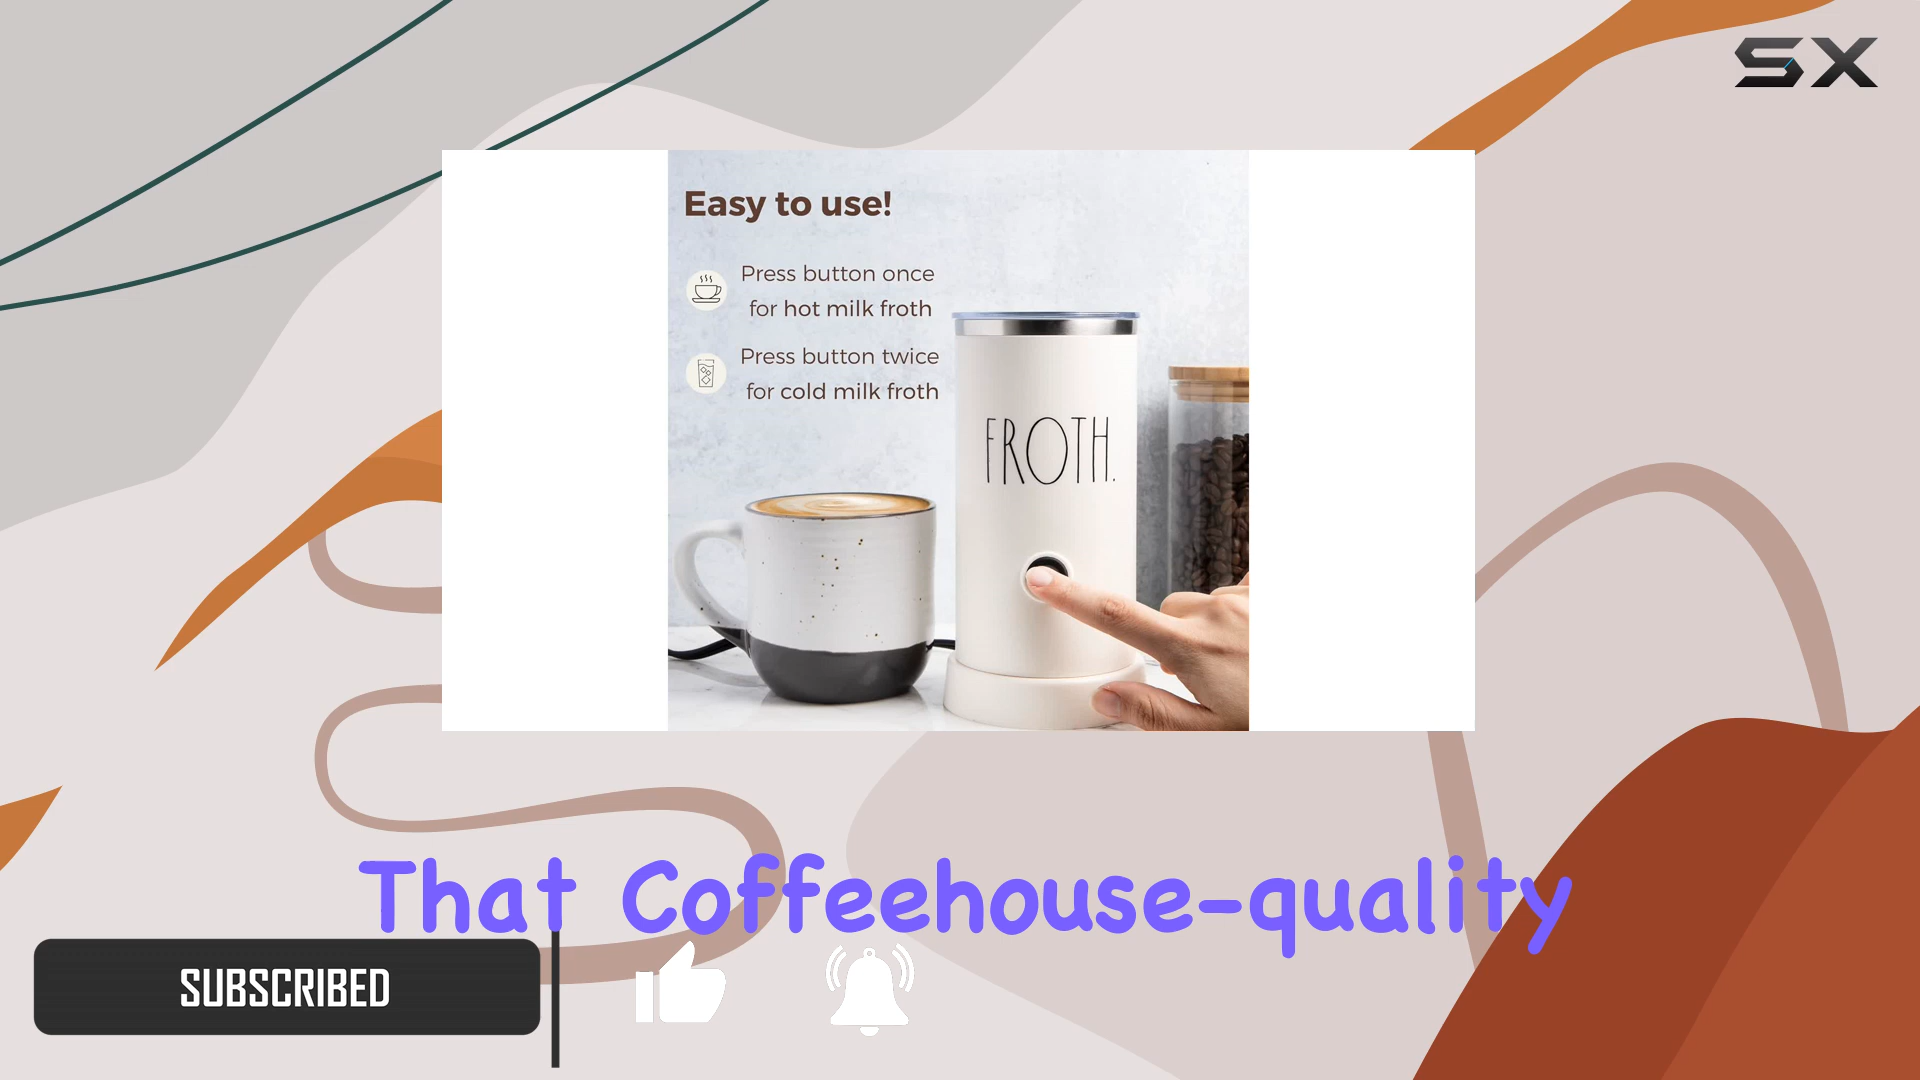 SX
Easy to use!
Press button once
for hot milk froth
Press button twice
for cold milk froth
FROTH.
That Coffeehouse-quality
SUBSCRIBED